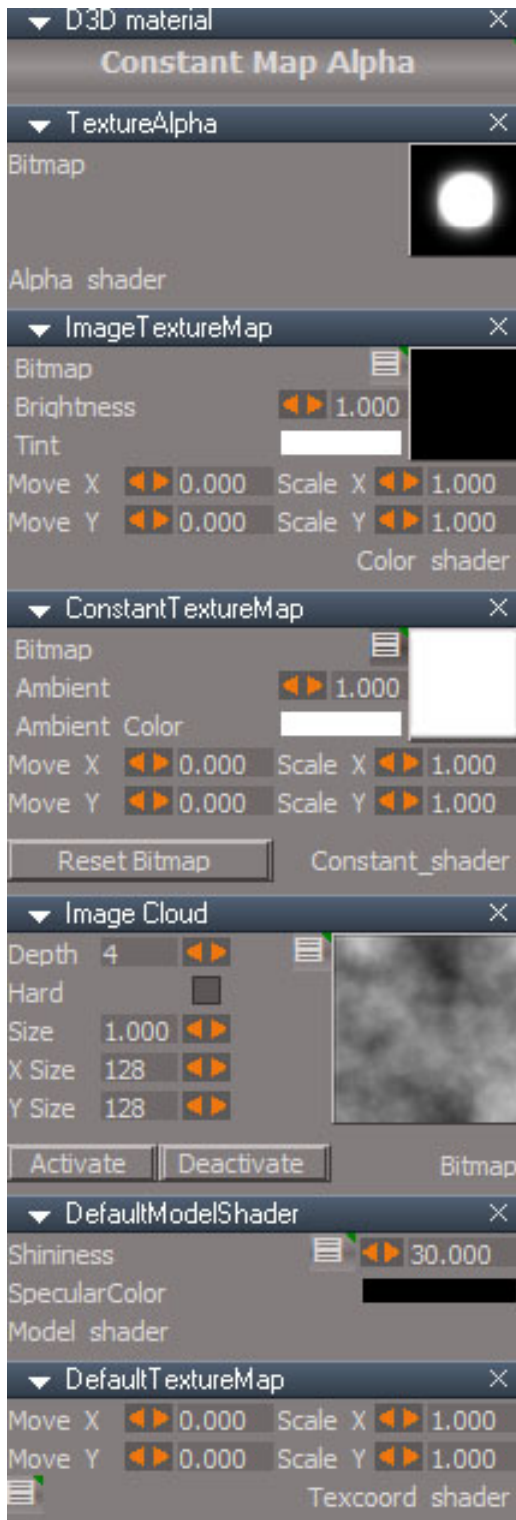 D3D material
Constant Map Alpha
TextureAlpha
Bitmap
Alpha shader
ImageTextureMap
Bitmap
Brightness 1.000
Tint
Move X 0.000 Scale X 1.000
Move Y 0.000 Scale Y 1.000
Color shader
ConstantTextureMap
Bitmap
Ambient 1.000
Ambient Color
Move X 0.000 Scale X 1.000
Move Y 0.000 Scale Y 1.000
Reset Bitmap Constant_shader
Image Cloud
Depth 4
Hard
Size 1.000
X Size 128
Y Size 128
Activate Deactivate Bitmap
DefaultModelShader
Shininess 30.000
SpecularColor
Model shader
DefaultTextureMap
Move X 0.000 Scale X 1.000
Move Y 0.000 Scale Y 1.000
Texcoord shader